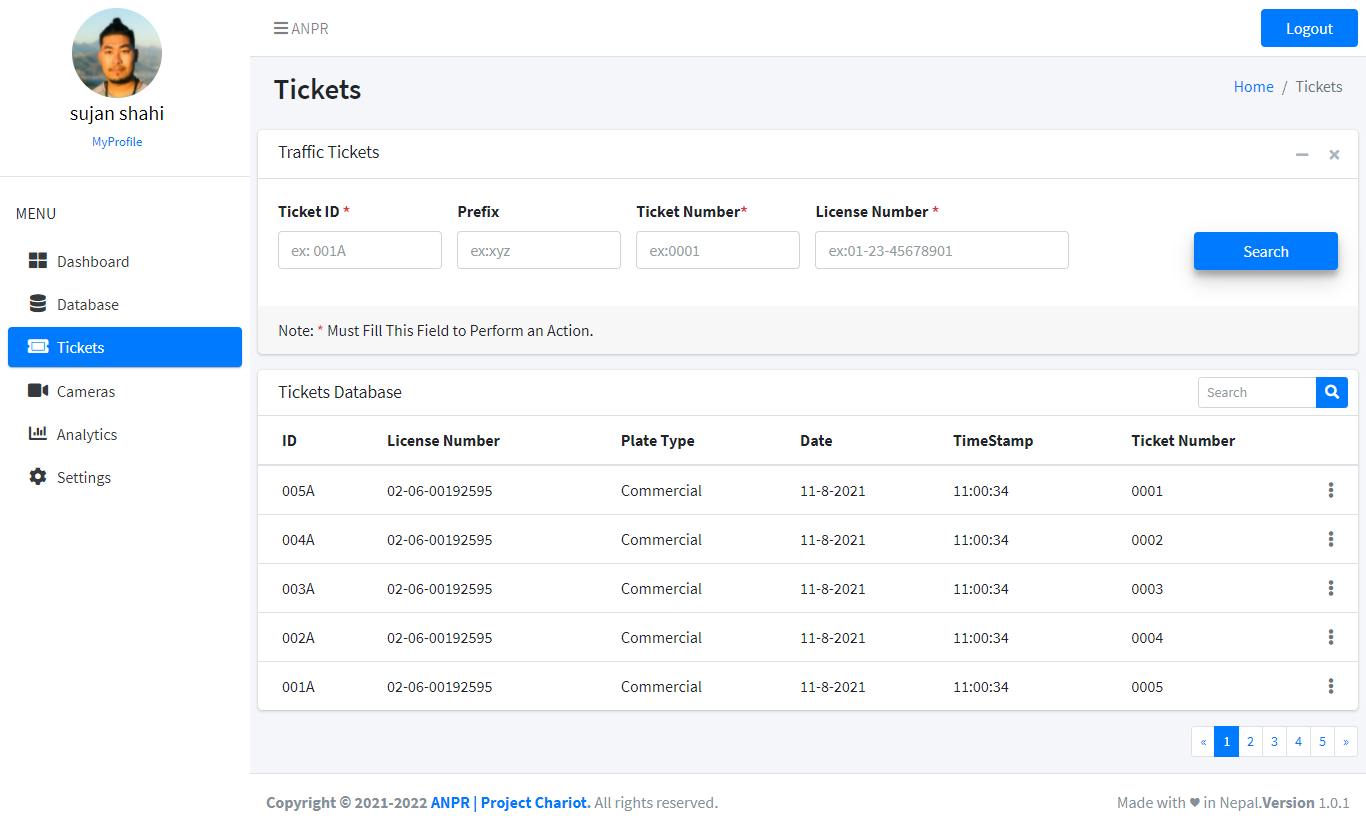 sujan shahi
MyProfile
MENU
Dashboard
Database
Tickets
Cameras
Analytics
Settings
ANPR
Logout
Tickets
Home / Tickets
Traffic Tickets
Ticket ID * Prefix Ticket Number* License Number *
ex: 001A ex:xyz ex:0001 ex:01-23-45678901 Search
Note: * Must Fill This Field to Perform an Action.
Tickets Database Search
ID License Number Plate Type Date TimeStamp Ticket Number
005A 02-06-00192595 Commercial 11-8-2021 11:00:34 0001
004A 02-06-00192595 Commercial 11-8-2021 11:00:34 0002
003A 02-06-00192595 Commercial 11-8-2021 11:00:34 0003
002A 02-06-00192595 Commercial 11-8-2021 11:00:34 0004
001A 02-06-00192595 Commercial 11-8-2021 11:00:34 0005
« 1 2 3 4 5 »
Copyright © 2021-2022 ANPR | Project Chariot. All rights reserved. Made with ♥ in Nepal.Version 1.0.1